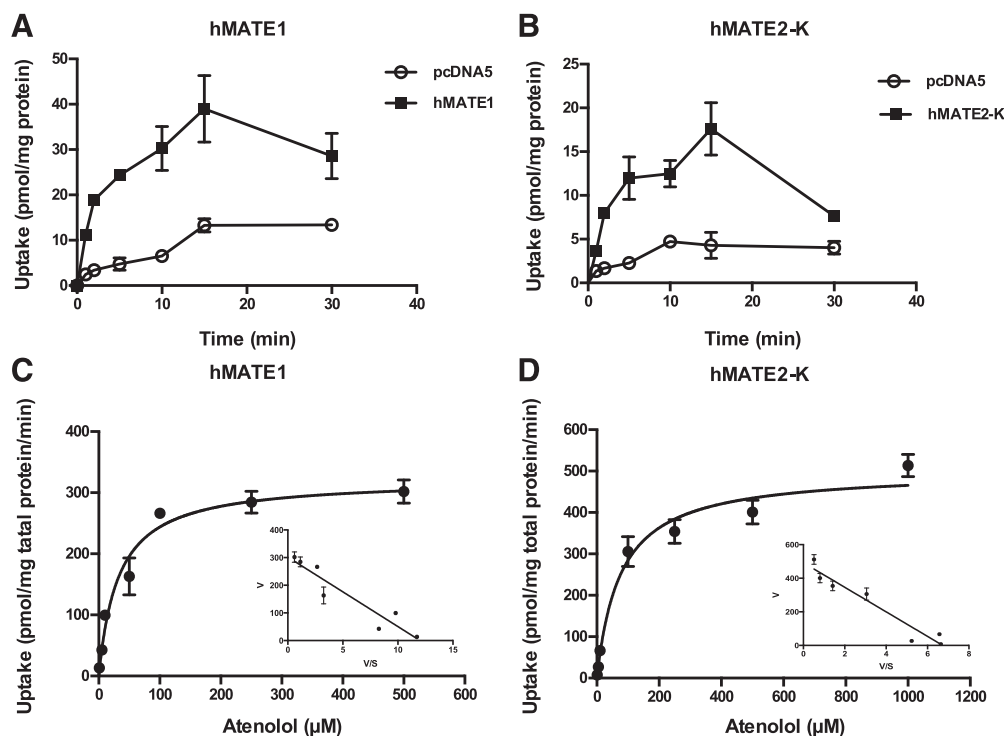 A
hMATE1
Uptake (pmol/mg protein)
50
40
30
20
10
0
0
10
20
30
40
Time (min)
pcDNA5
hMATE1
B
hMATE2-K
Uptake (pmol/mg protein)
25
20
15
10
5
0
0
10
20
30
40
Time (min)
pcDNA5
hMATE2-K
C
hMATE1
Uptake (pmol/mg tatal protein/min)
400
300
200
100
0
0
100
200
300
400
500
600
Atenolol (µM)
V
400
300
200
100
0
0
5
10
15
V/S
D
hMATE2-K
Uptake (pmol/mg total protein/min)
600
500
400
300
200
100
0
0
200
400
600
800
1000
1200
Atenolol (µM)
V
600
400
200
0
0
2
4
6
8
V/S